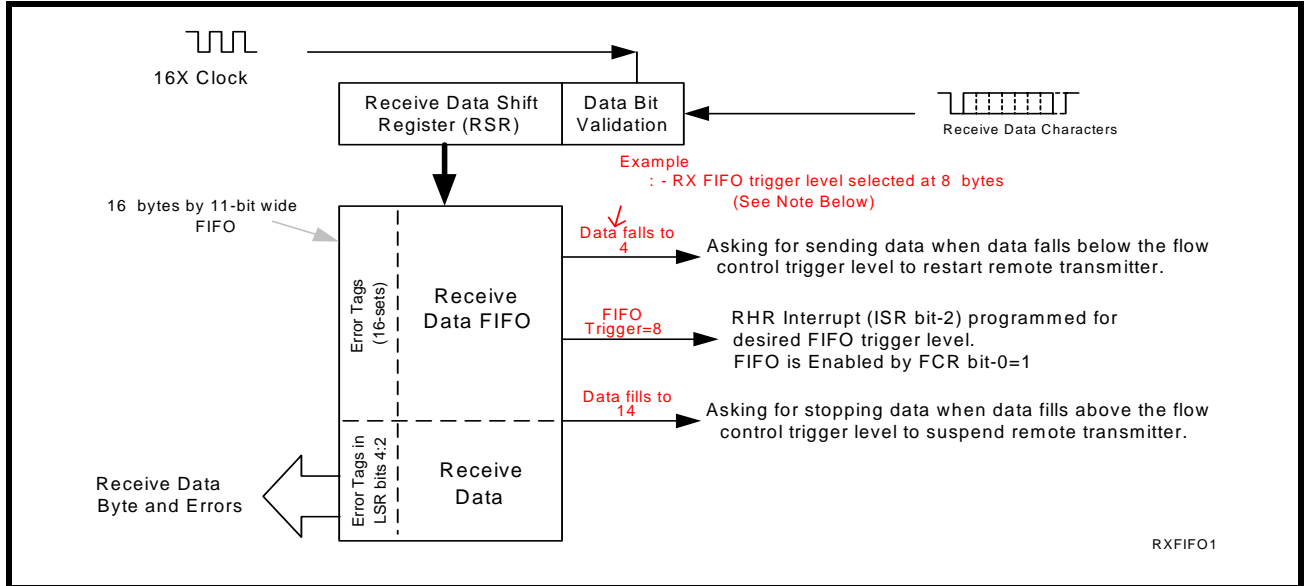 16X Clock
Receive Data Shift
Register (RSR)
Data Bit
Validation
Receive Data Characters
Example
: - RX FIFO trigger level selected at 8 bytes
(See Note Below)
16 bytes by 11-bit wide
FIFO
Error Tags
(16-sets)
Receive
Data FIFO
Data falls to
4
Asking for sending data when data falls below the flow
control trigger level to restart remote transmitter.
FIFO
Trigger=8
RHR Interrupt (ISR bit-2) programmed for
desired FIFO trigger level.
FIFO is Enabled by FCR bit-0=1
Data fills to
14
Asking for stopping data when data fills above the flow
control trigger level to suspend remote transmitter.
Error Tags in
LSR bits 4:2
Receive
Data
Receive Data
Byte and Errors
RXFIFO1